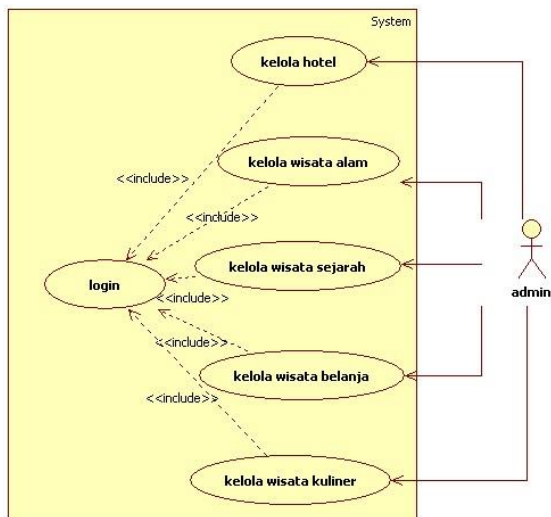 System
kelola hotel
<<include>>
kelola wisata alam
<<include>>
kelola wisata sejarah
login
<<include>>
admin
<<include>>
kelola wisata belanja
<<include>>
kelola wisata kuliner